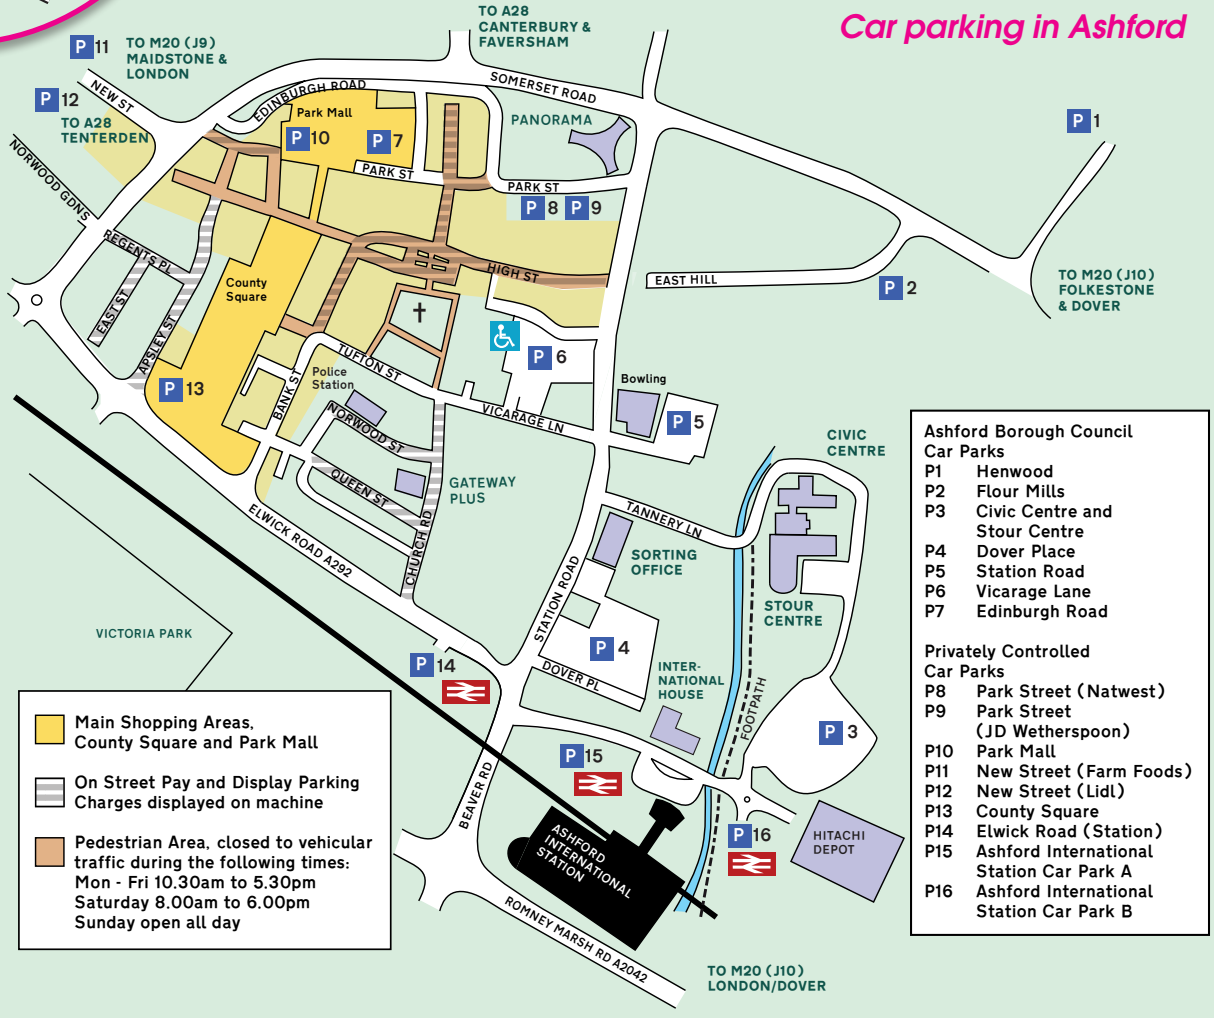 Car parking in Ashford
P 11
TO M20 (J9)
MAIDSTONE &
LONDON
TO A28
CANTERBURY &
FAVERSHAM
P 12
NEW ST
TO A28
TENTERDEN
EDINBURGH ROAD
SOMERSET ROAD
Park Mall
P 10
P 7
PANORAMA
P 1
NORWOOD GDNS
PARK ST
PARK ST
P 8 P 9
REGENTS PL
HIGH ST
EAST HILL
P 2
TO M20 (J10)
FOLKESTONE
& DOVER
County
Square
EAST ST
APSLEY ST
P 6
TUFTON ST
Police
Station
Bowling
P 13
BANK ST
NORWOOD ST
VICARAGE LN
P 5
CIVIC
CENTRE
QUEEN ST
GATEWAY
PLUS
ELWICK ROAD A292
CHURCH RD
TANNERY LN
SORTING
OFFICE
STATION ROAD
STOUR
CENTRE
VICTORIA PARK
P 4
P 14
DOVER PL
INTER-
NATIONAL
HOUSE
FOOTPATH
P 3
P 15
BEAVER RD
ASHFORD
INTERNATIONAL
STATION
P 16
HITACHI
DEPOT
ROMNEY MARSH RD A2042
TO M20 (J10)
LONDON/DOVER
Main Shopping Areas,
County Square and Park Mall
On Street Pay and Display Parking
Charges displayed on machine
Pedestrian Area, closed to vehicular
traffic during the following times:
Mon - Fri 10.30am to 5.30pm
Saturday 8.00am to 6.00pm
Sunday open all day
Ashford Borough Council
Car Parks
P1 Henwood
P2 Flour Mills
P3 Civic Centre and
Stour Centre
P4 Dover Place
P5 Station Road
P6 Vicarage Lane
P7 Edinburgh Road
Privately Controlled
Car Parks
P8 Park Street (Natwest)
P9 Park Street
(JD Wetherspoon)
P10 Park Mall
P11 New Street (Farm Foods)
P12 New Street (Lidl)
P13 County Square
P14 Elwick Road (Station)
P15 Ashford International
Station Car Park A
P16 Ashford International
Station Car Park B